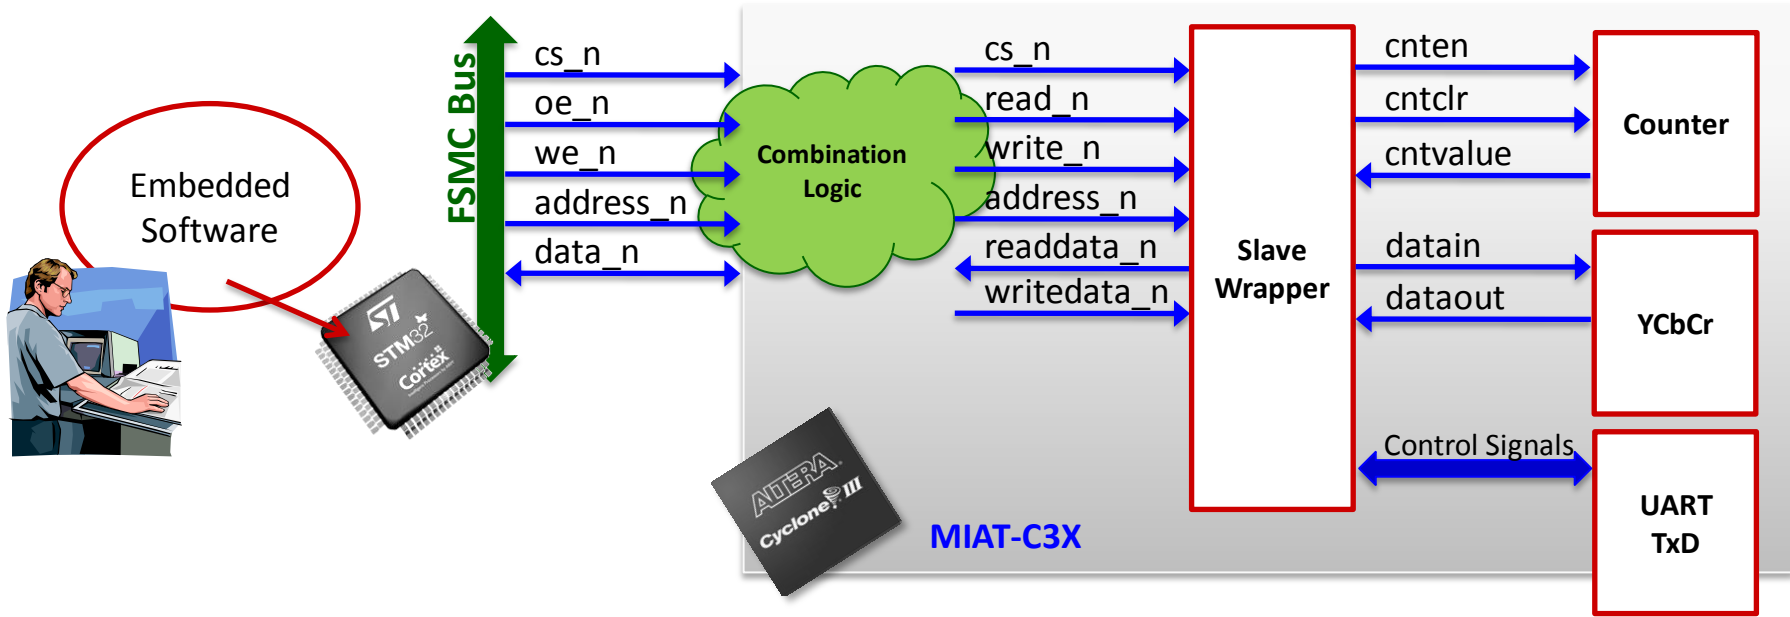 Embedded
Software
STM32
Cortex
FSMC Bus
cs_n
oe_n
we_n
address_n
data_n
Combination
Logic
cs_n
read_n
write_n
address_n
readdata_n
writedata_n
Slave
Wrapper
cnten
cntclr
cntvalue
Counter
datain
dataout
YCbCr
Control Signals
UART
TxD
ALTERA
Cyclone III
MIAT-C3X